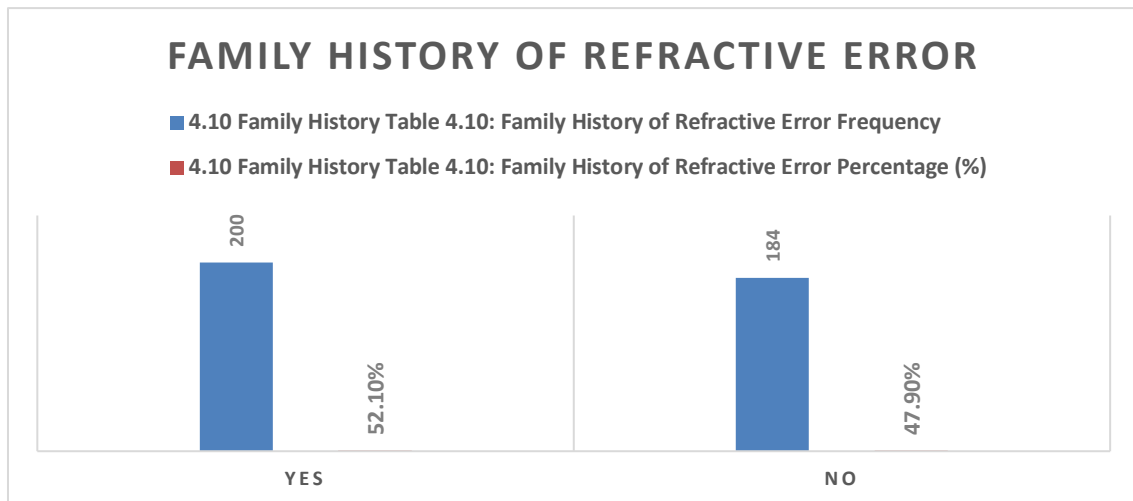 FAMILY HISTORY OF REFRACTIVE ERROR
4.10 Family History Table 4.10: Family History of Refractive Error Frequency
4.10 Family History Table 4.10: Family History of Refractive Error Percentage (%)
200
52.10%
184
47.90%
YES
NO